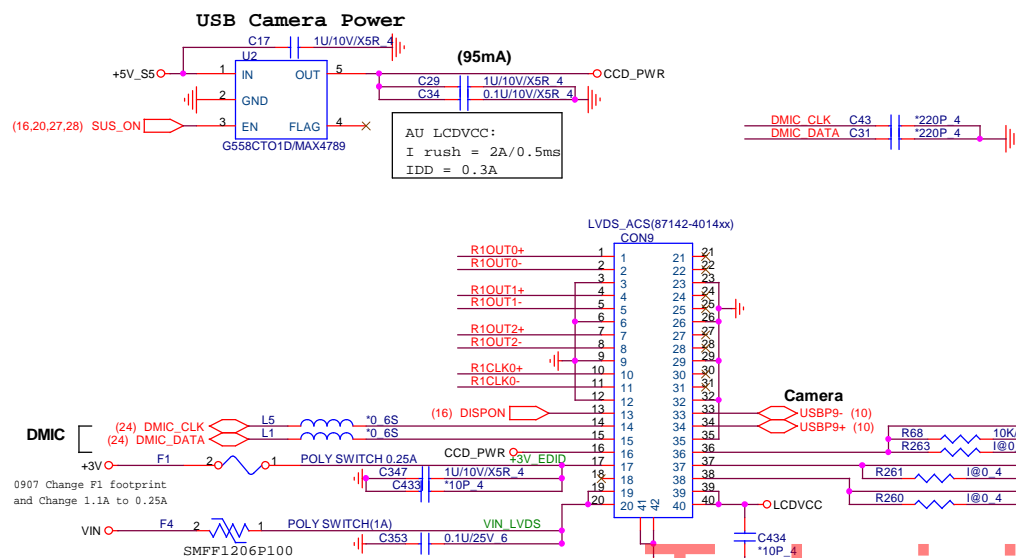 USB Camera Power
C17 1U/10V/X5R_4
U2
(95mA)
+5V_S5 1 IN OUT 5 CCD_PWR
C29 1U/10V/X5R_4
C34 0.1U/10V/X5R_4
2 GND
(16,20,27,28) SUS_ON 3 EN FLAG 4
G558CTO1D/MAX4789
AU LCDVCC:
I rush = 2A/0.5ms
IDD = 0.3A
DMIC_CLK C43 *220P_4
DMIC_DATA C31 *220P_4
LVDS_ACS(87142-4014xx)
CON9
R1OUT0+ 1 1 21 21
R1OUT0- 2 2 22 22
3 3 23 23
R1OUT1+ 4 4 24 24
R1OUT1- 5 5 25 25
6 6 26 26
R1OUT2+ 7 7 27 27
R1OUT2- 8 8 28 28
9 9 29 29
R1CLK0+ 10 10 30 30
R1CLK0- 11 11 31 31
12 12 32 32
Camera
(16) DISPON 13 13 33 33 USBP9- (10)
(24) DMIC_CLK L5 *0_6S 14 14 34 34 USBP9+ (10)
DMIC
(24) DMIC_DATA L1 *0_6S 15 15 35 35
R68 10K/
CCD_PWR 16 16 36 36 R263 I@0_
+3V F1 2 1 POLY SWITCH 0.25A +3V_EDID 17 17 37 37
C347 1U/10V/X5R_4 18 18 38 38 R261 I@0_4
C433 *10P_4 19 19 39 39
0907 Change F1 footprint
and Change 1.1A to 0.25A
20 20 40 40 LCDVCC
R260 I@0_4
41 42
VIN F4 2 1 POLY SWITCH(1A) VIN_LVDS
SMFF1206P100
C353 0.1U/25V_6
C434
*10P_4